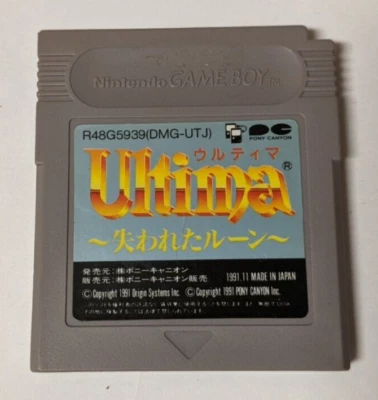 Nintendo GAME BOY™
R48G5939(DMG-UTJ)
PONY CANYON
ウルティマ
Ultima®
～失われたルーン～
発売元：㈱ポニーキャニオン
販売元：㈱ポニーキャニオン販売
1991.11 MADE IN JAPAN
©Copyright 1991 Origin Systems Inc.
©Copyright 1991 PONY CANYON Inc.